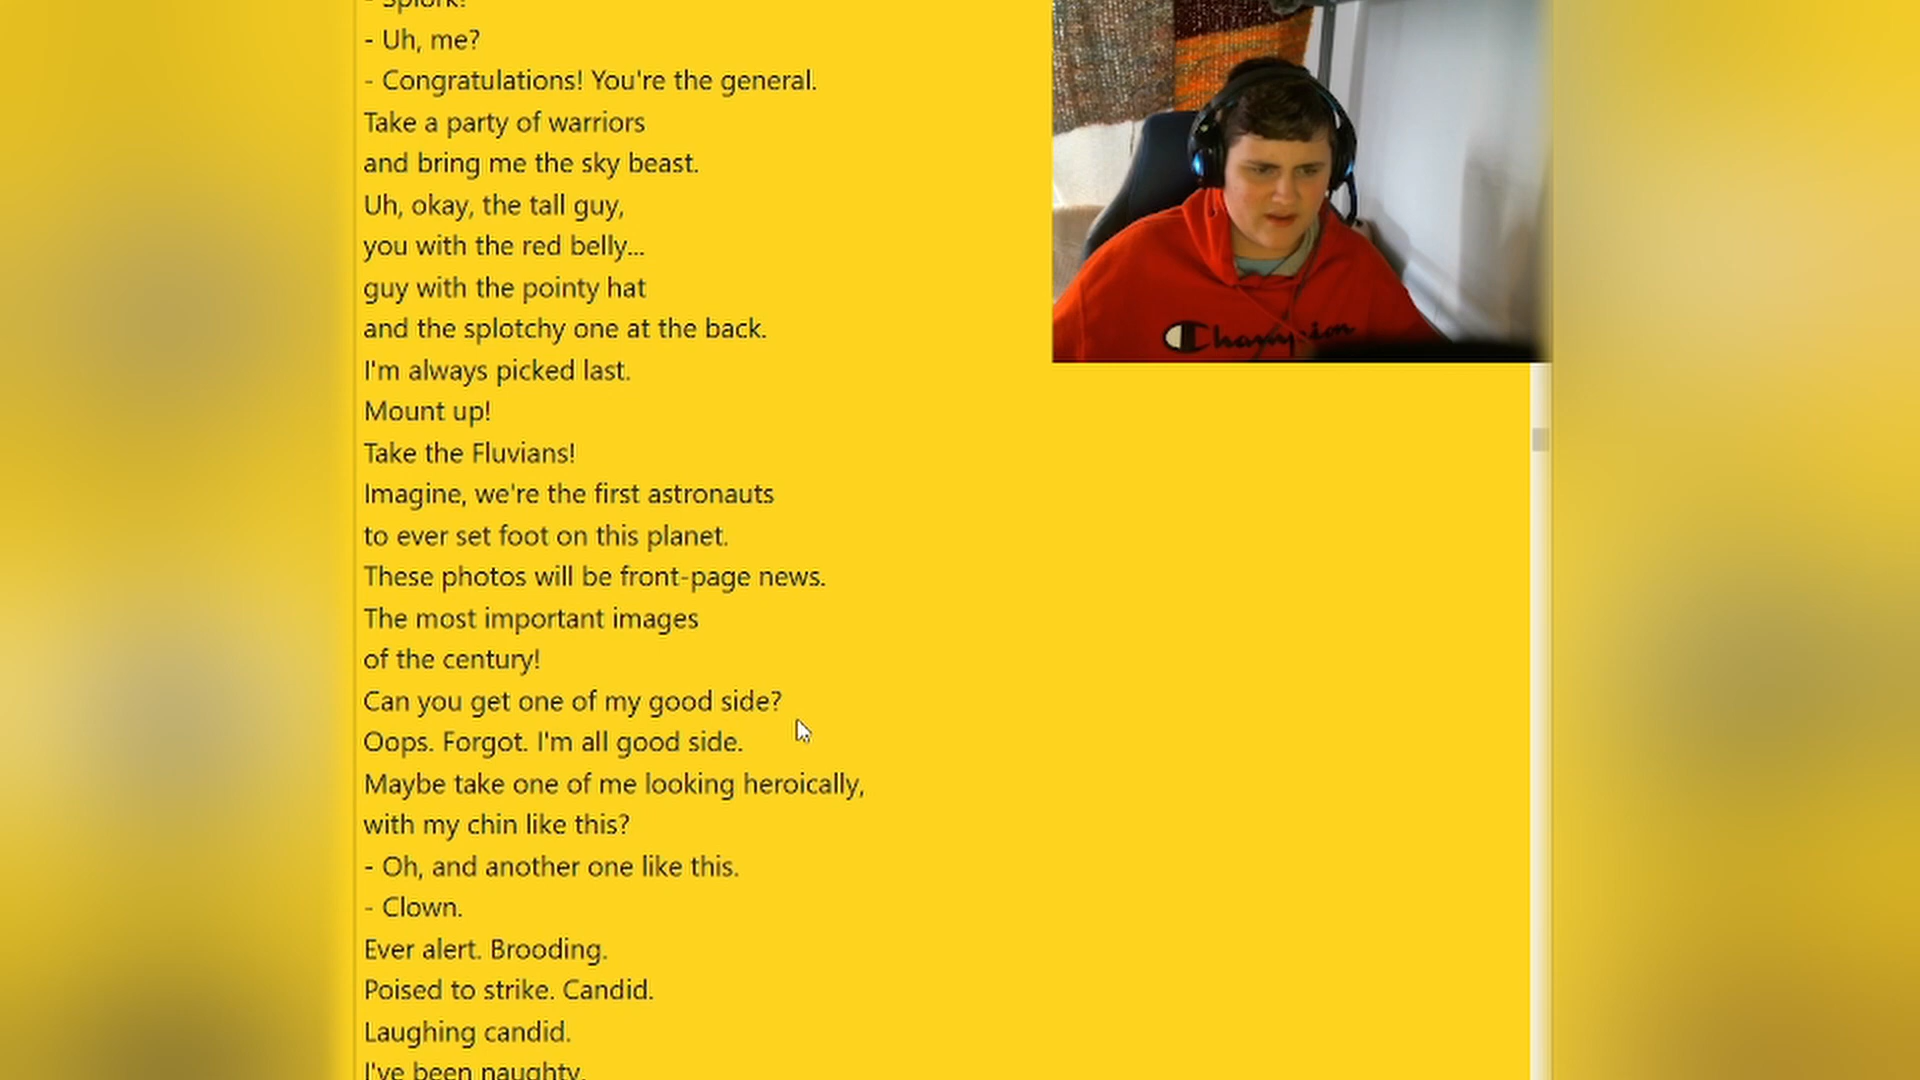 - Splork?
- Uh, me?
- Congratulations! You're the general.
Take a party of warriors
and bring me the sky beast.
Uh, okay, the tall guy,
you with the red belly...
guy with the pointy hat
and the splotchy one at the back.
I'm always picked last.
Mount up!
Take the Fluvians!
Imagine, we're the first astronauts
to ever set foot on this planet.
These photos will be front-page news.
The most important images
of the century!
Can you get one of my good side?
Oops. Forgot. I'm all good side.
Maybe take one of me looking heroically,
with my chin like this?
- Oh, and another one like this.
- Clown.
Ever alert. Brooding.
Poised to strike. Candid.
Laughing candid.
I've been naughty.
Champion